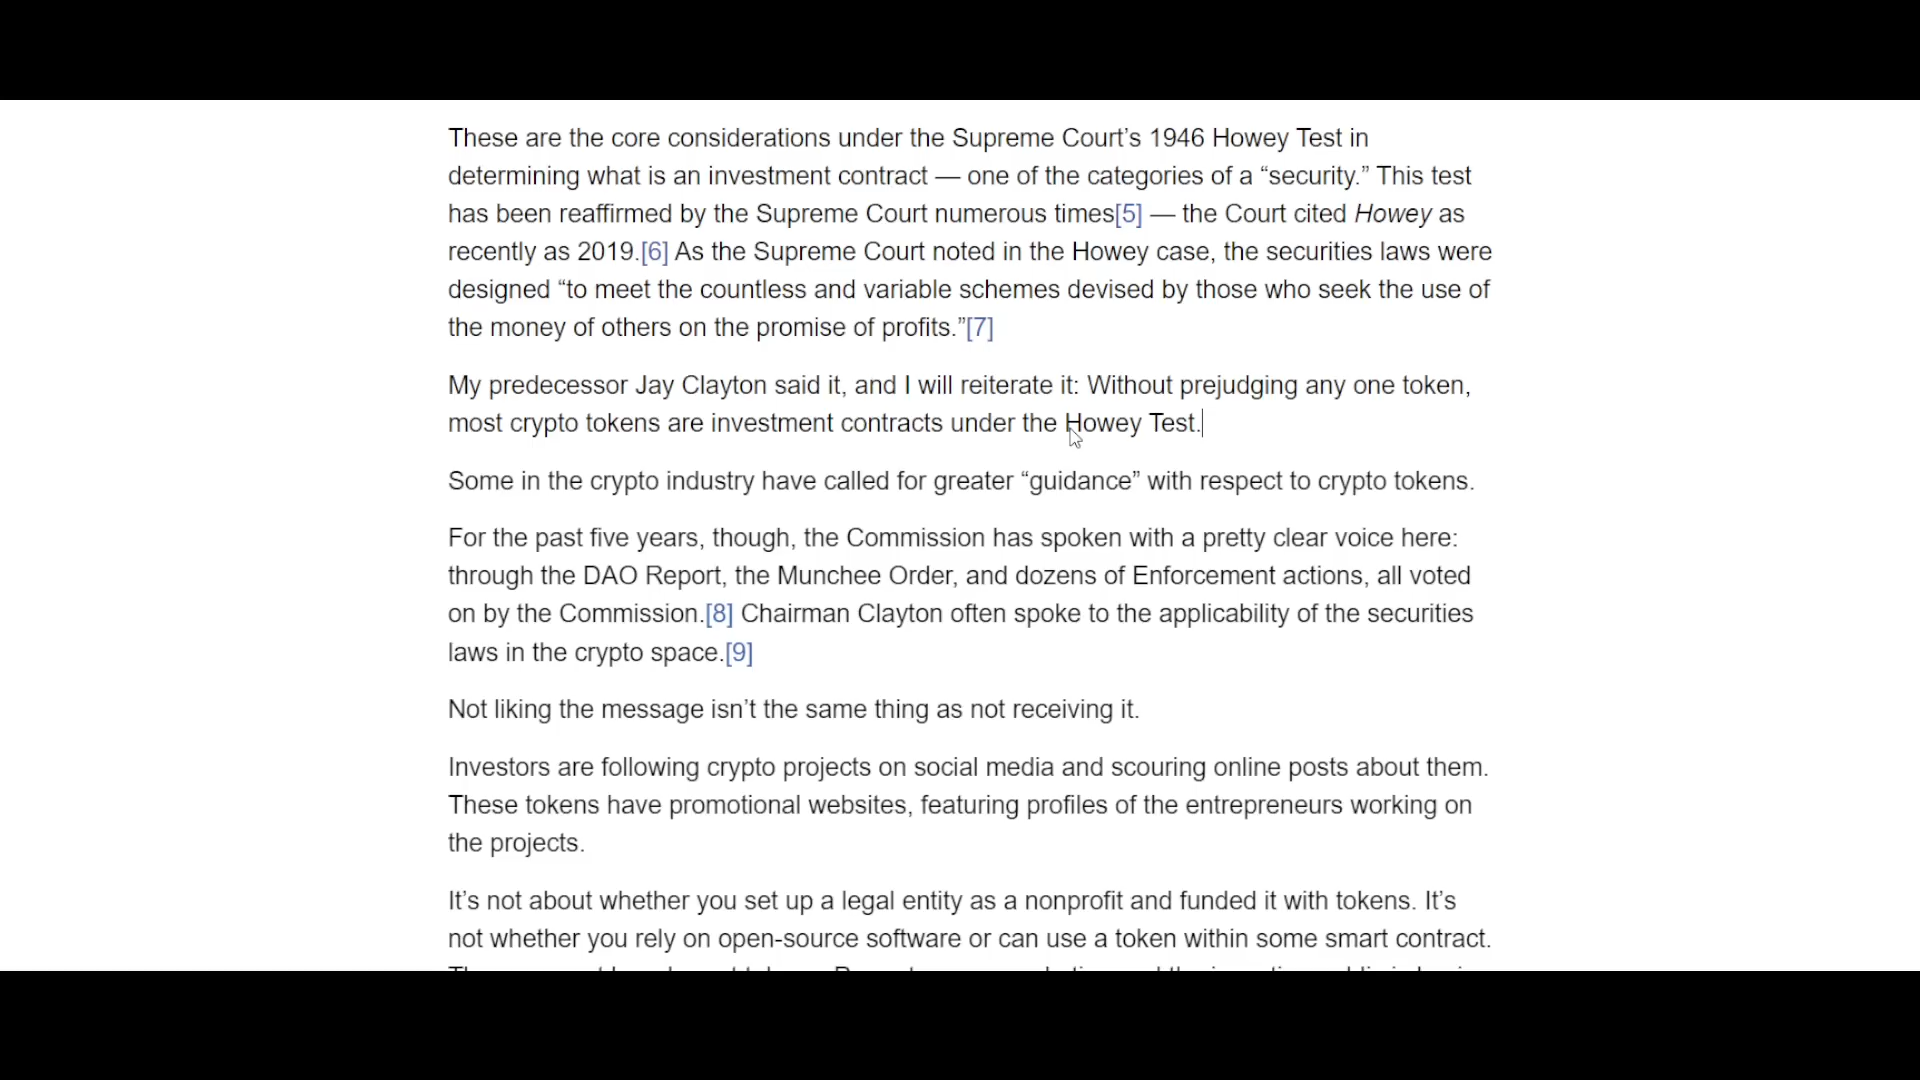 These are the core considerations under the Supreme Court’s 1946 Howey Test in
determining what is an investment contract — one of the categories of a “security.” This test
has been reaffirmed by the Supreme Court numerous times[5] — the Court cited Howey as
recently as 2019.[6] As the Supreme Court noted in the Howey case, the securities laws were
designed “to meet the countless and variable schemes devised by those who seek the use of
the money of others on the promise of profits.”[7]
My predecessor Jay Clayton said it, and I will reiterate it: Without prejudging any one token,
most crypto tokens are investment contracts under the Howey Test.
Some in the crypto industry have called for greater “guidance” with respect to crypto tokens.
For the past five years, though, the Commission has spoken with a pretty clear voice here:
through the DAO Report, the Munchee Order, and dozens of Enforcement actions, all voted
on by the Commission.[8] Chairman Clayton often spoke to the applicability of the securities
laws in the crypto space.[9]
Not liking the message isn’t the same thing as not receiving it.
Investors are following crypto projects on social media and scouring online posts about them.
These tokens have promotional websites, featuring profiles of the entrepreneurs working on
the projects.
It’s not about whether you set up a legal entity as a nonprofit and funded it with tokens. It’s
not whether you rely on open-source software or can use a token within some smart contract.